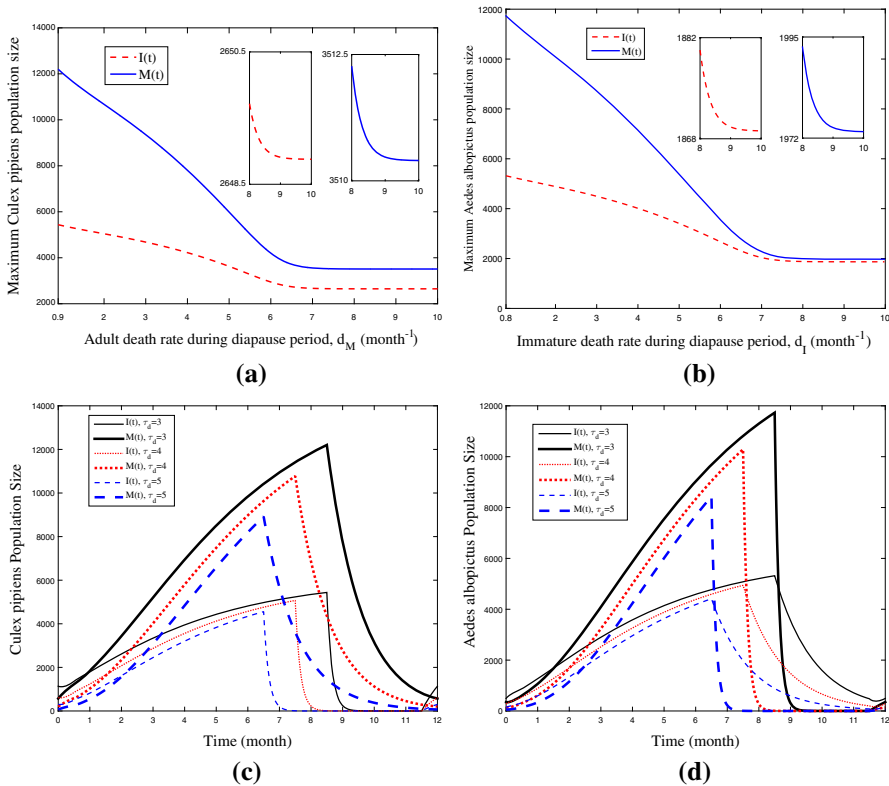 14000
12000
10000
8000
6000
4000
2000
Maximum Culex pipiens population size
I(t)
M(t)
2650.5
2648.5
8 9 10
3512.5
3510
8 9 10
0.9 2 3 4 5 6 7 8 9 10
Adult death rate during diapause period, d_M (month^-1)
(a)
12000
10000
8000
6000
4000
2000
0
Maximum Aedes albopictus population size
I(t)
M(t)
1882
1868
8 9 10
1995
1972
8 9 10
0.8 2 3 4 5 6 7 8 9 10
Immature death rate during diapause period, d_I (month^-1)
(b)
14000
12000
10000
8000
6000
4000
2000
0
Culex pipiens Population Size
I(t), τ_d=3
M(t), τ_d=3
I(t), τ_d=4
M(t), τ_d=4
I(t), τ_d=5
M(t), τ_d=5
0 1 2 3 4 5 6 7 8 9 10 11 12
Time (month)
(c)
12000
10000
8000
6000
4000
2000
0
Aedes albopictus Population Size
I(t), τ_d=3
M(t), τ_d=3
I(t), τ_d=4
M(t), τ_d=4
I(t), τ_d=5
M(t), τ_d=5
0 1 2 3 4 5 6 7 8 9 10 11 12
Time (month)
(d)